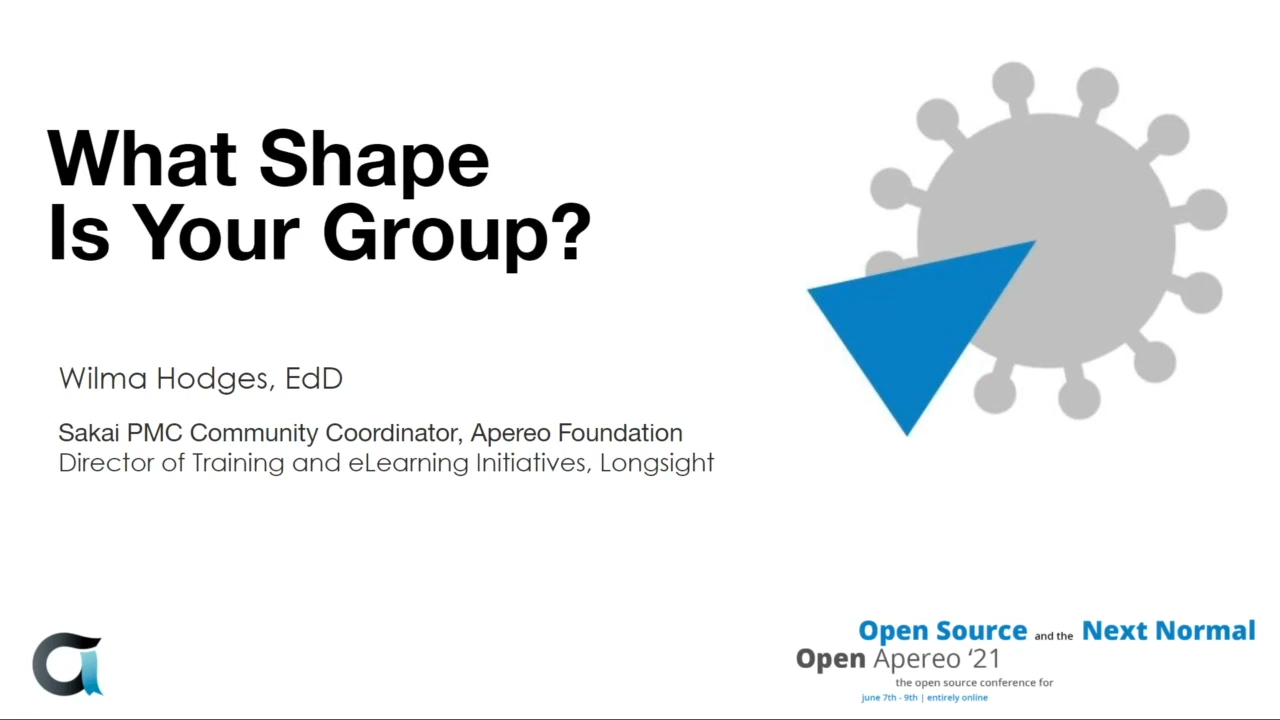 What Shape
Is Your Group?
Wilma Hodges, EdD
Sakai PMC Community Coordinator, Apereo Foundation
Director of Training and eLearning Initiatives, Longsight
Open Source and the Next Normal
Open Apereo ‘21
the open source conference for
june 7th - 9th | entirely online